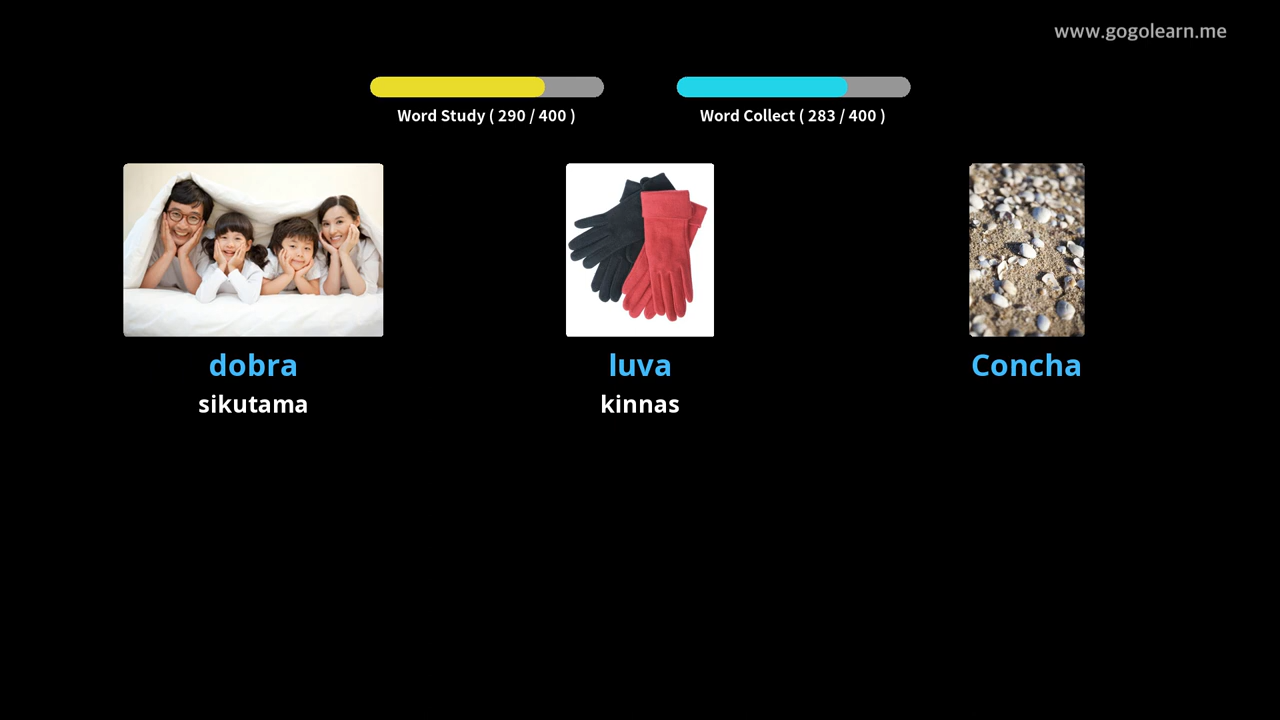 www.gogolearn.me
Word Study ( 290 / 400 )
Word Collect ( 283 / 400 )
dobra
luva
Concha
sikutama
kinnas